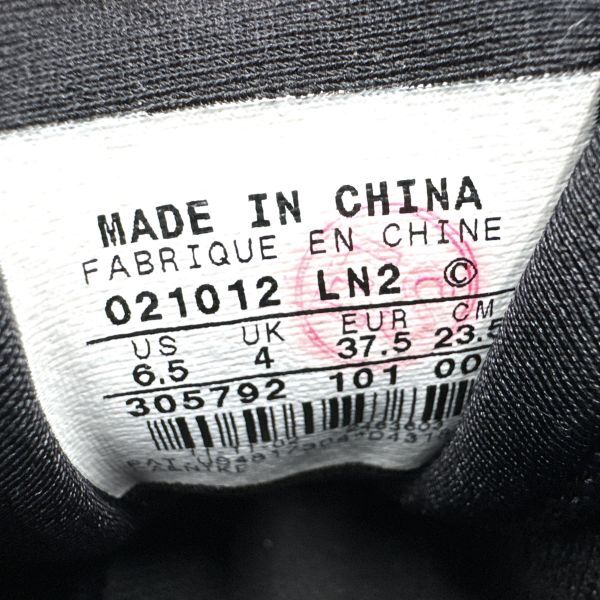 MADE IN CHINA
FABRIQUE EN CHINE
021012 LN2 ©
US UK EUR CM
6.5 4 37.5 23.5
305792 101 00